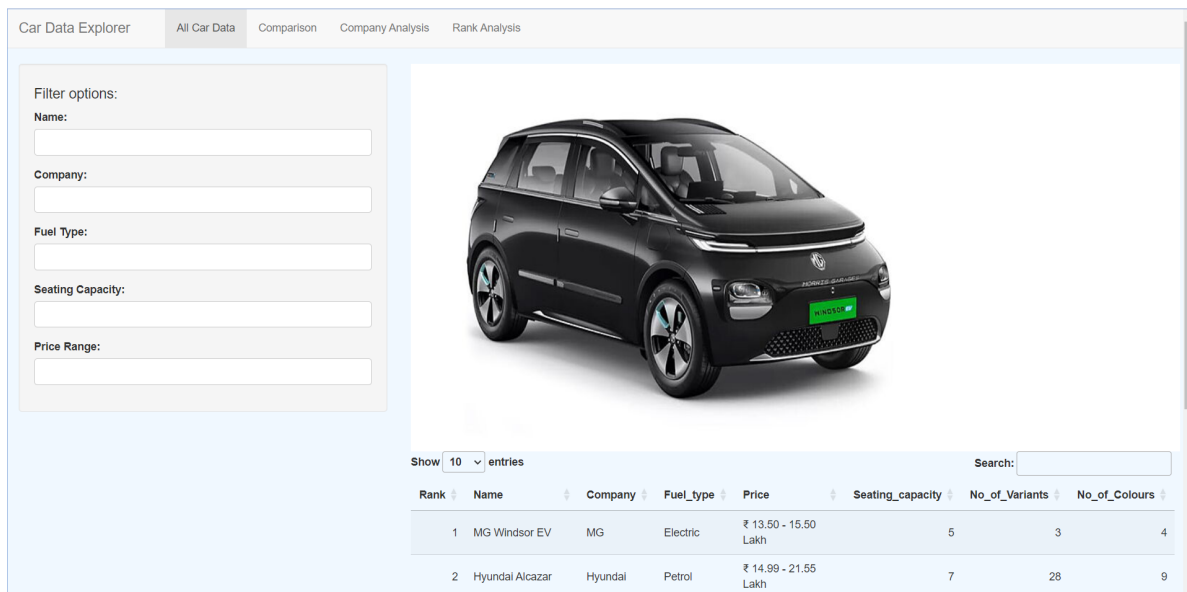 Car Data Explorer All Car Data Comparison Company Analysis Rank Analysis
Filter options:
Name:
Company:
Fuel Type:
Seating Capacity:
Price Range:
MG
MORRIS GARAGES
WINDSOR
Show 10 entries Search:
Rank Name Company Fuel_type Price Seating_capacity No_of_Variants No_of_Colours
1 MG Windsor EV MG Electric ₹ 13.50 - 15.50 Lakh 5 3 4
2 Hyundai Alcazar Hyundai Petrol ₹ 14.99 - 21.55 Lakh 7 28 9